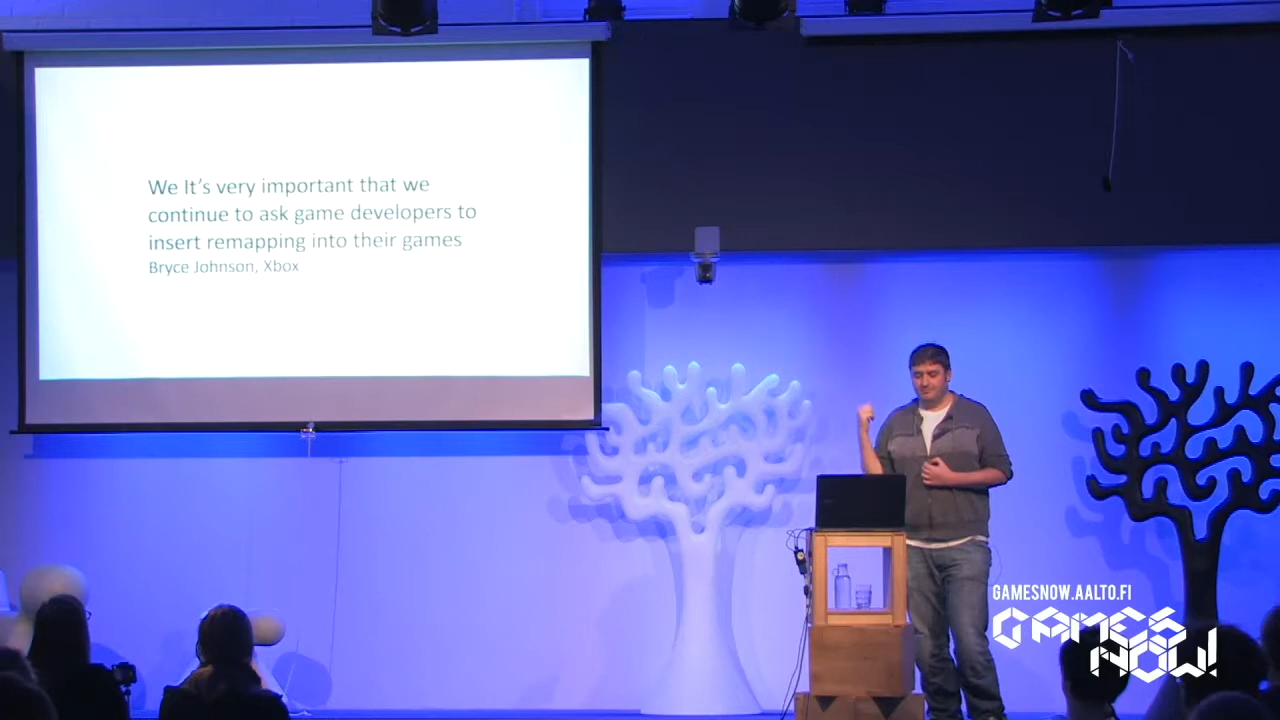 We It's very important that we
continue to ask game developers to
insert remapping into their games
Bryce Johnson, Xbox
GAMESNOW.AALTO.FI
GAMES
NOW!